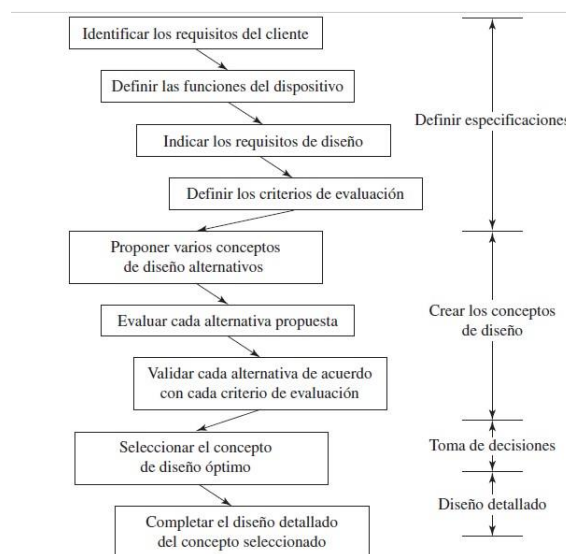 Identificar los requisitos del cliente
Definir las funciones del dispositivo
Indicar los requisitos de diseño
Definir los criterios de evaluación
Definir especificaciones
Proponer varios conceptos
de diseño alternativos
Evaluar cada alternativa propuesta
Validar cada alternativa de acuerdo
con cada criterio de evaluación
Crear los conceptos
de diseño
Seleccionar el concepto
de diseño óptimo
Toma de decisiones
Completar el diseño detallado
del concepto seleccionado
Diseño detallado